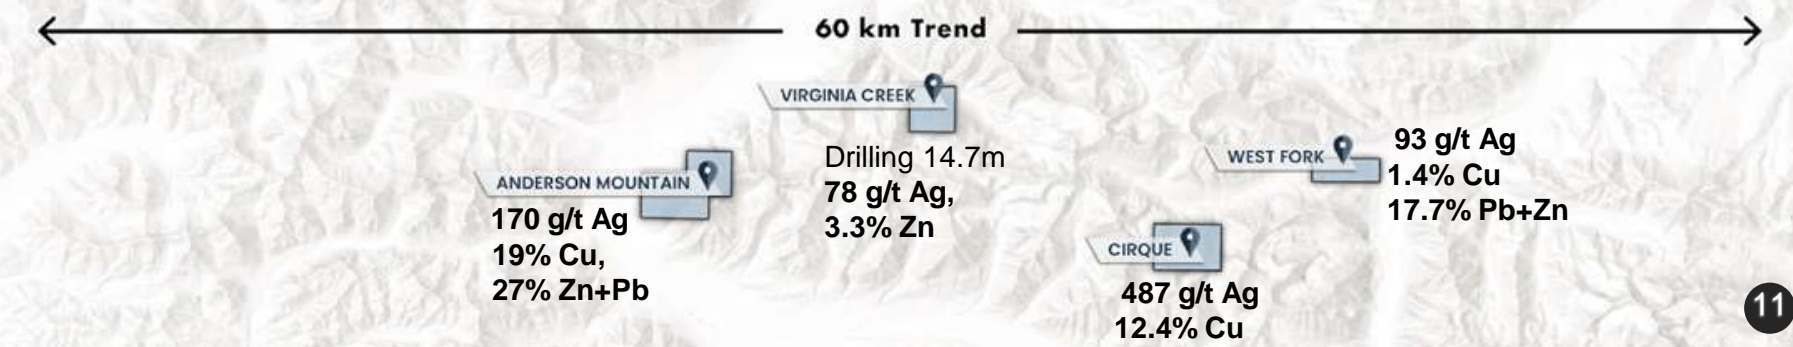 60 km Trend
VIRGINIA CREEK
Drilling 14.7m
78 g/t Ag,
3.3% Zn
ANDERSON MOUNTAIN
170 g/t Ag
19% Cu,
27% Zn+Pb
WEST FORK
93 g/t Ag
1.4% Cu
17.7% Pb+Zn
CIRQUE
487 g/t Ag
12.4% Cu
11